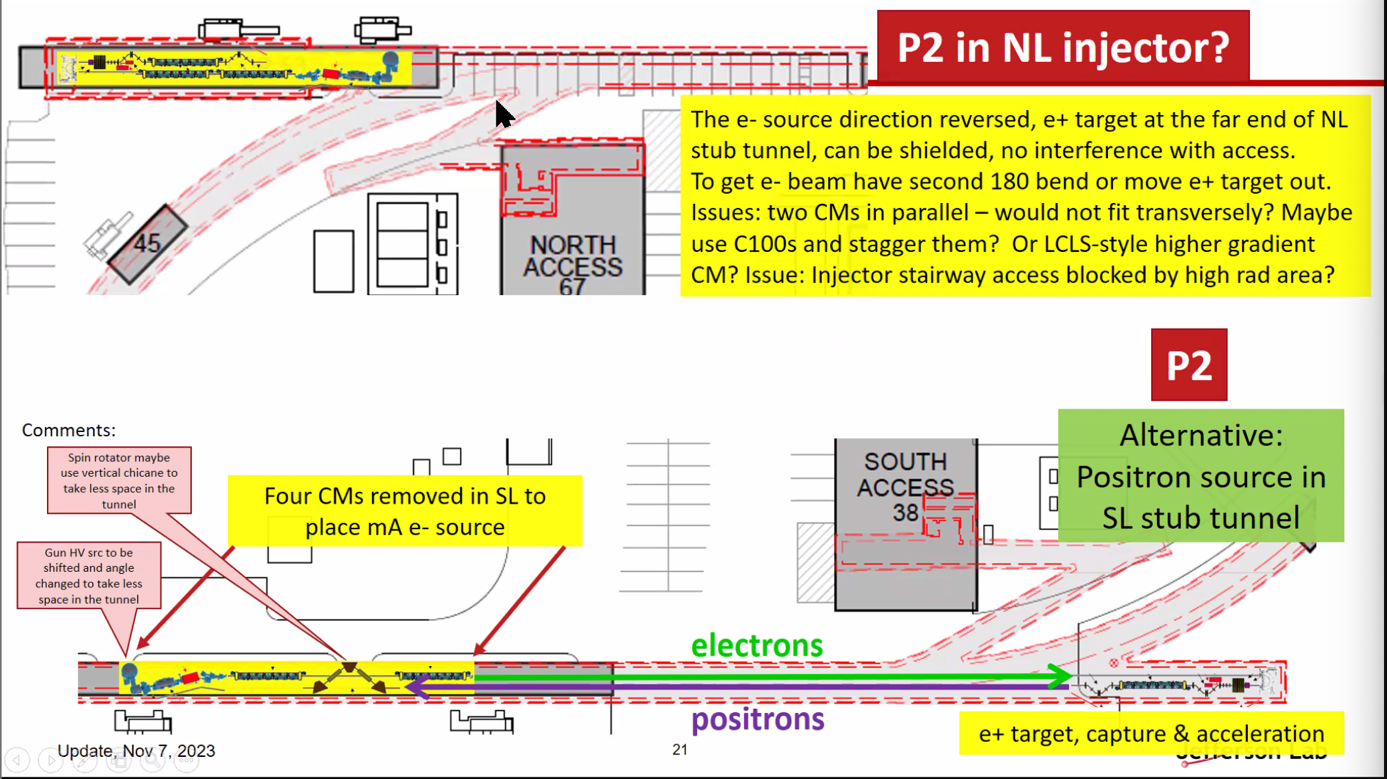 P2 in NL injector?
The e- source direction reversed, e+ target at the far end of NL
stub tunnel, can be shielded, no interference with access.
To get e- beam have second 180 bend or move e+ target out.
Issues: two CMs in parallel – would not fit transversely? Maybe
use C100s and stagger them?  Or LCLS-style higher gradient
CM? Issue: Injector stairway access blocked by high rad area?
45
NORTH
ACCESS
67
P2
Alternative:
Positron source in
SL stub tunnel
Comments:
Spin rotator maybe
use vertical chicane to
take less space in the
tunnel
Four CMs removed in SL to
place mA e- source
Gun HV src to be
shifted and angle
changed to take less
space in the tunnel
SOUTH
ACCESS
38
electrons
positrons
e+ target, capture & acceleration
Update, Nov 7, 2023
21
Jefferson Lab